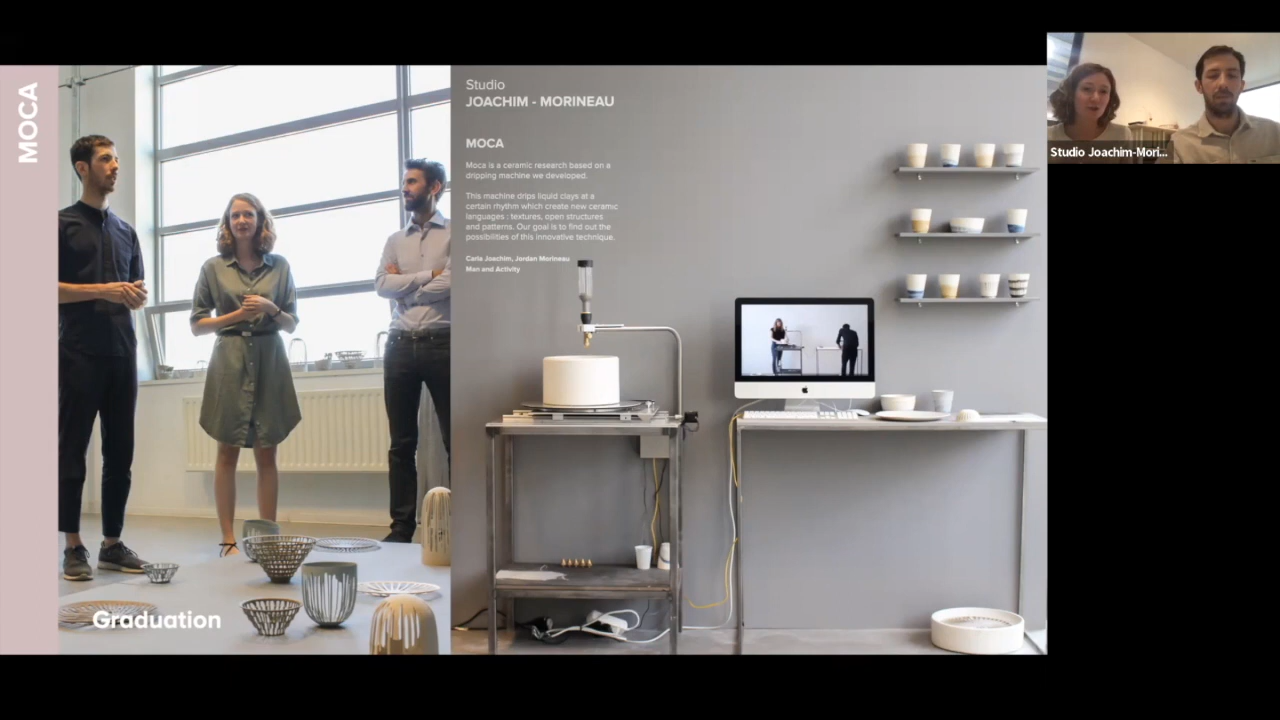 MOCA
Studio
JOACHIM - MORINEAU
MOCA
Moca is a ceramic research based on a
dripping machine we developed.
This machine drips liquid clays at a
certain rhythm which create new ceramic
languages : textures, open structures
and patterns. Our goal is to find out the
possibilities of this innovative technique.
Carla Joachim, Jordan Morineau
Man and Activity
Graduation
Studio Joachim-Mori...